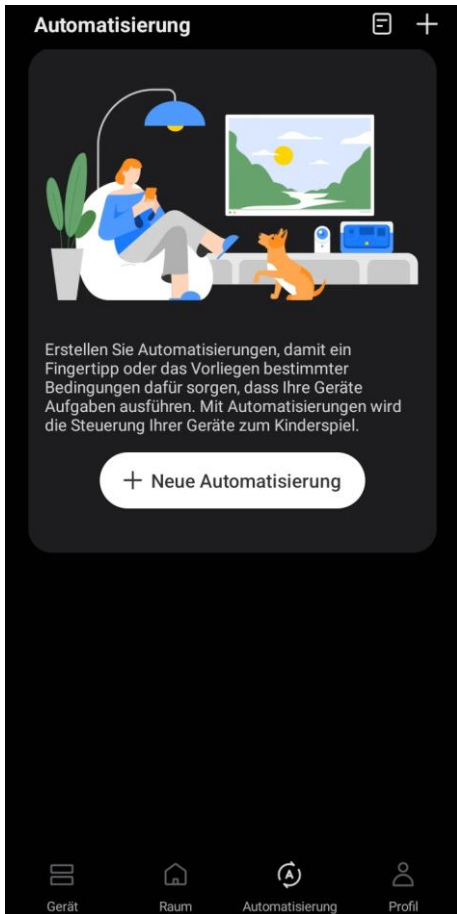 Automatisierung
Erstellen Sie Automatisierungen, damit ein
Fingertipp oder das Vorliegen bestimmter
Bedingungen dafür sorgen, dass Ihre Geräte
Aufgaben ausführen. Mit Automatisierungen wird
die Steuerung Ihrer Geräte zum Kinderspiel.
+ Neue Automatisierung
A
Gerät Raum Automatisierung Profil